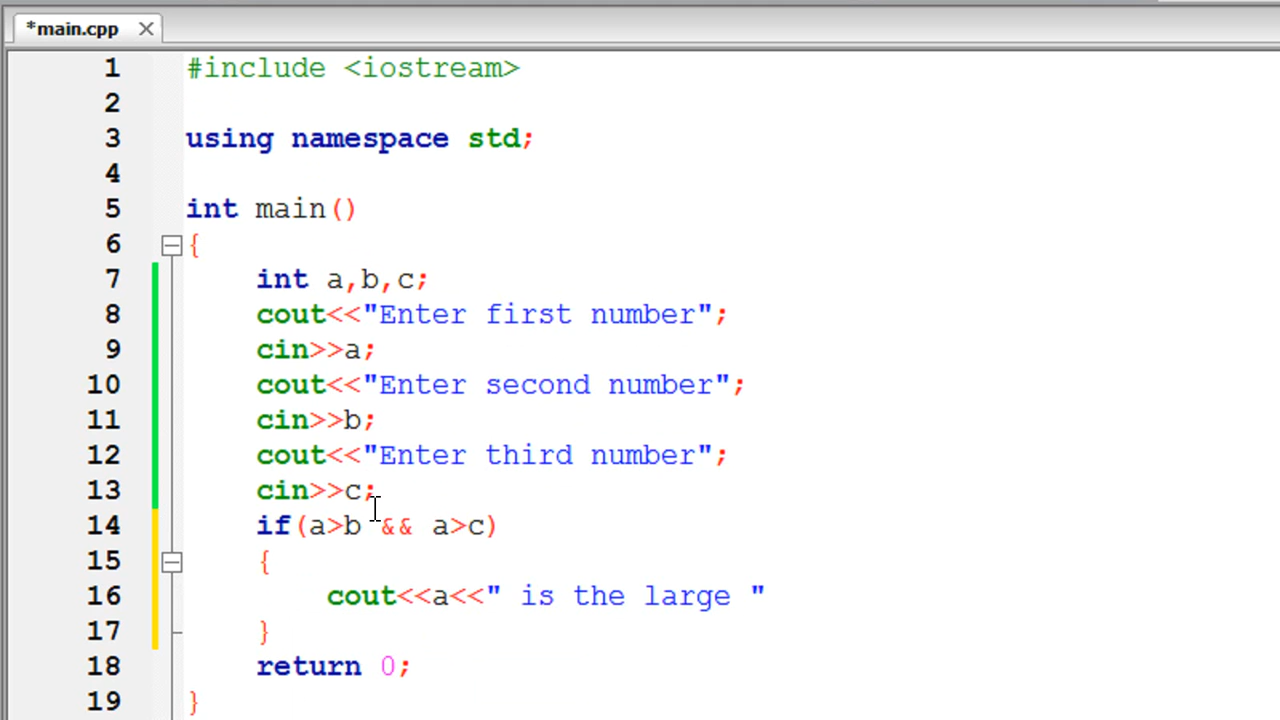 *main.cpp
1 #include <iostream>
2
3 using namespace std;
4
5 int main()
6 {
7 int a,b,c;
8 cout<<"Enter first number";
9 cin>>a;
10 cout<<"Enter second number";
11 cin>>b;
12 cout<<"Enter third number";
13 cin>>c;
14 if(a>b && a>c)
15 {
16 cout<<a<<" is the large "
17 }
18 return 0;
19 }